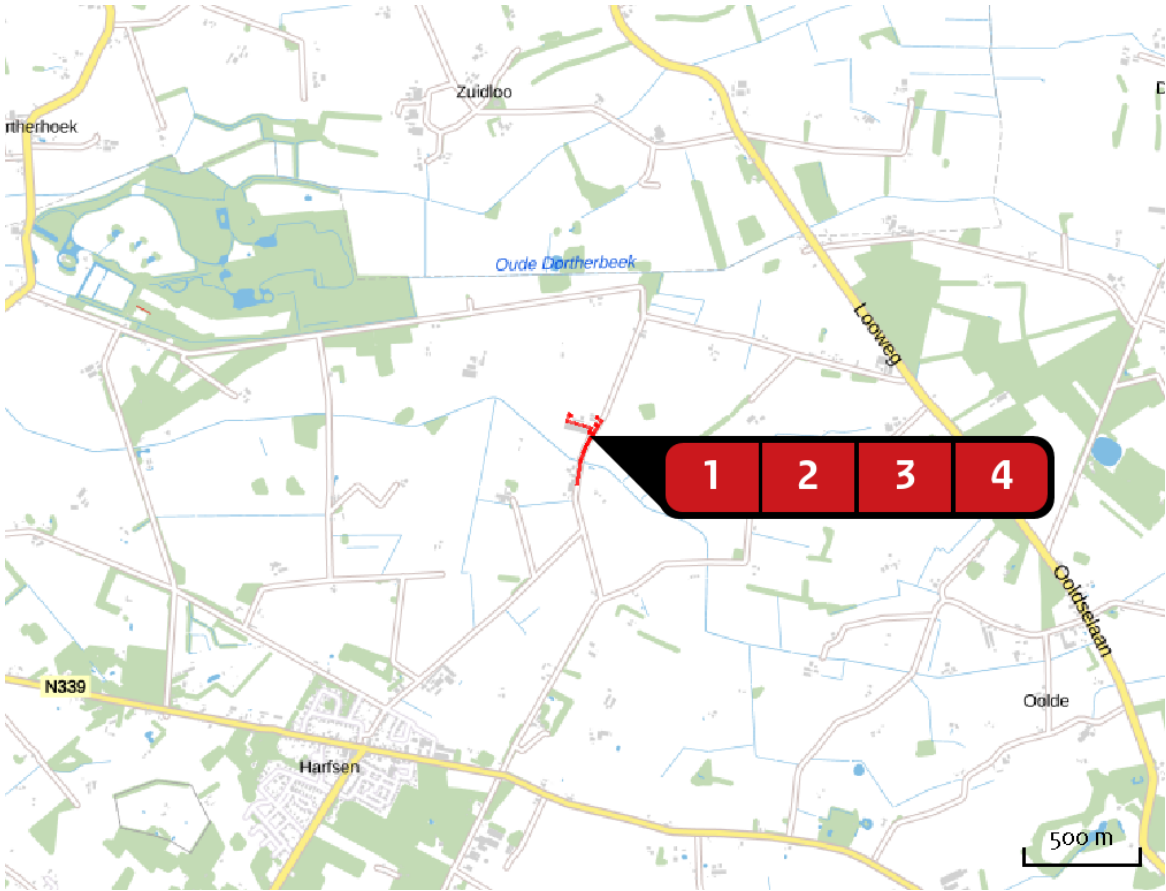 Zuidloo
rtherhoek
Oude Dortherbeek
Looweg
1 2 3 4
Ooldselaan
N339
Oolde
Harfsen
500 m